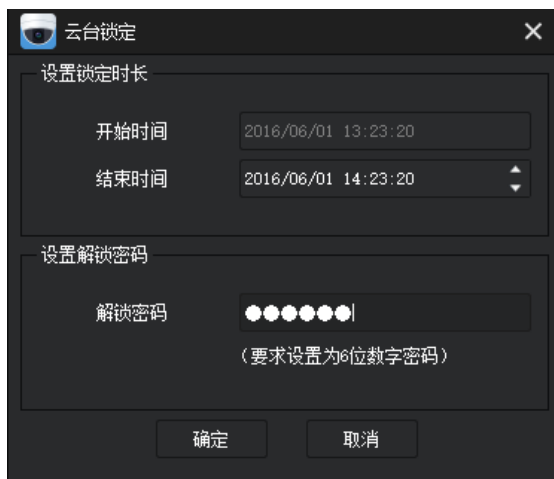 云台锁定
设置锁定时长
开始时间 2016/06/01 13:23:20
结束时间 2016/06/01 14:23:20
设置解锁密码
解锁密码 ●●●●●●
（要求设置为6位数字密码）
确定 取消